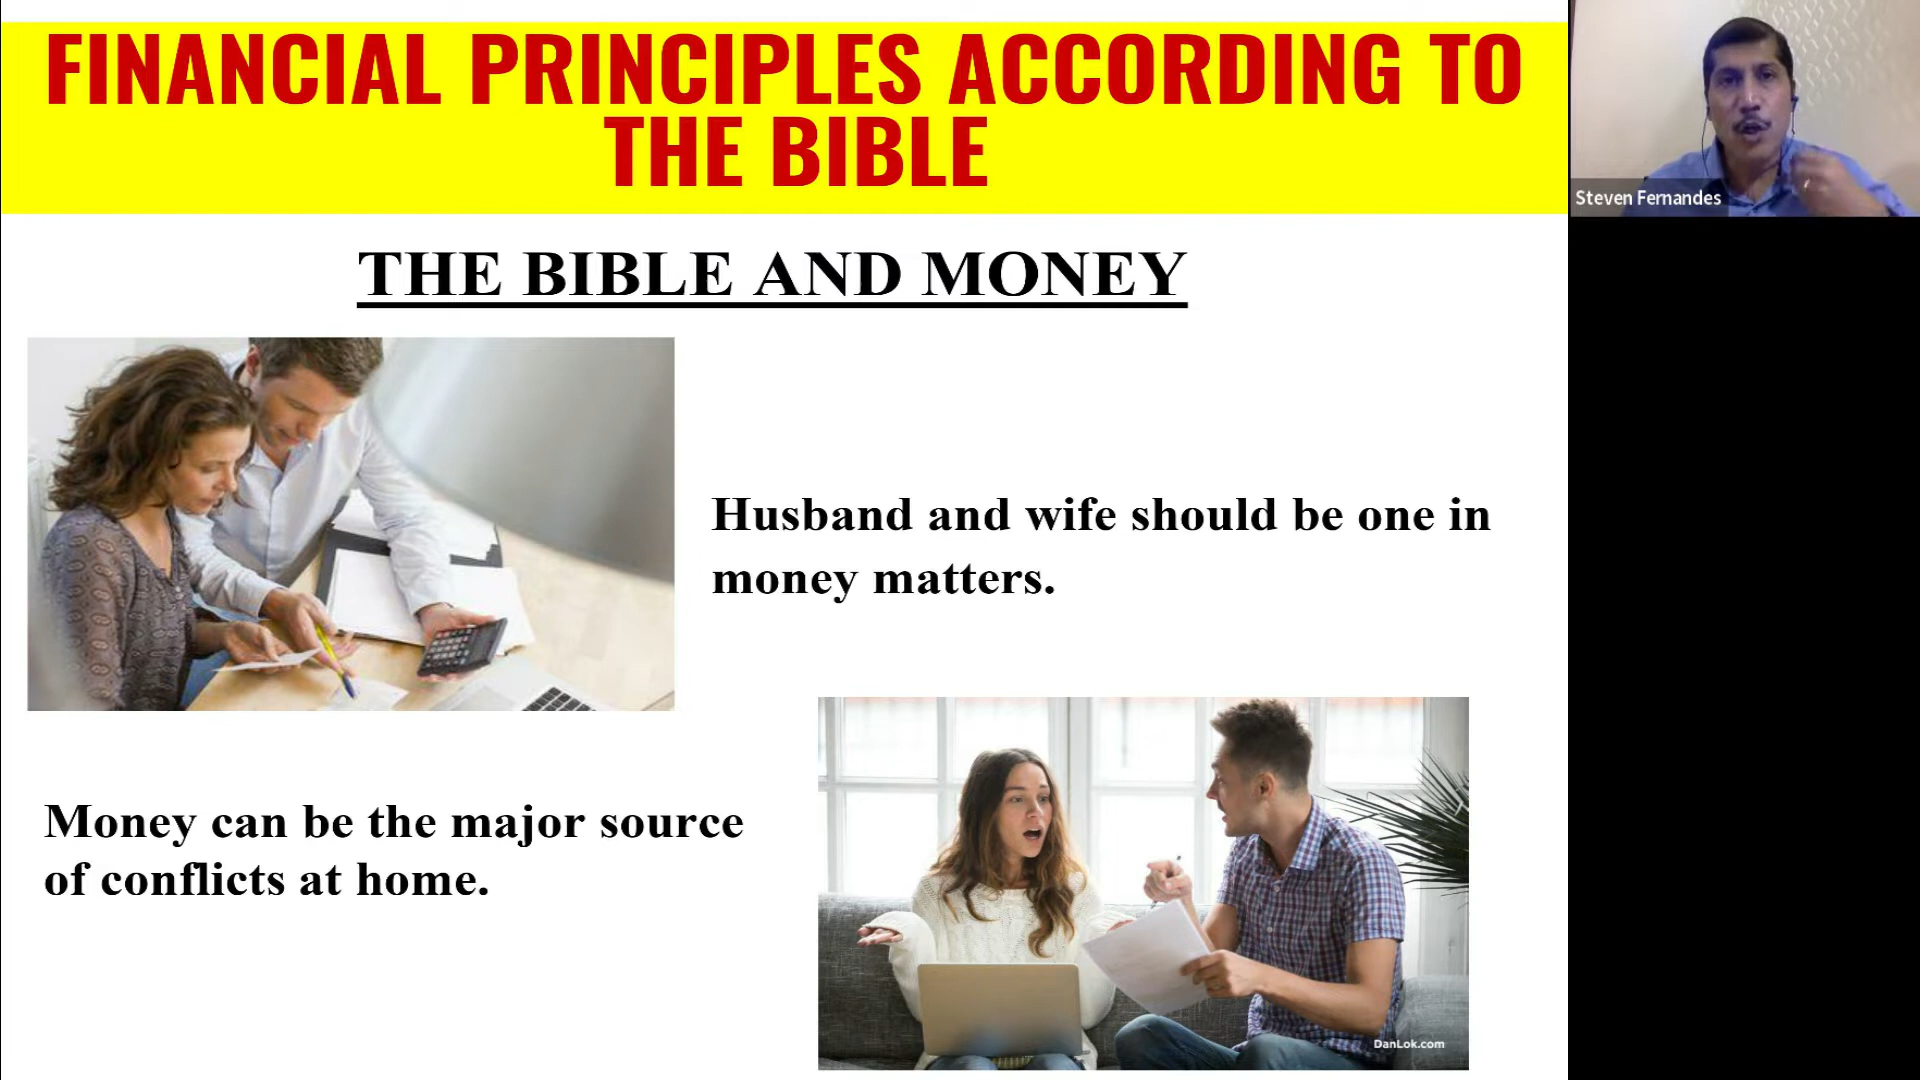 FINANCIAL PRINCIPLES ACCORDING TO
THE BIBLE
Steven Fernandes
THE BIBLE AND MONEY
Husband and wife should be one in
money matters.
Money can be the major source
of conflicts at home.
DanLok.com